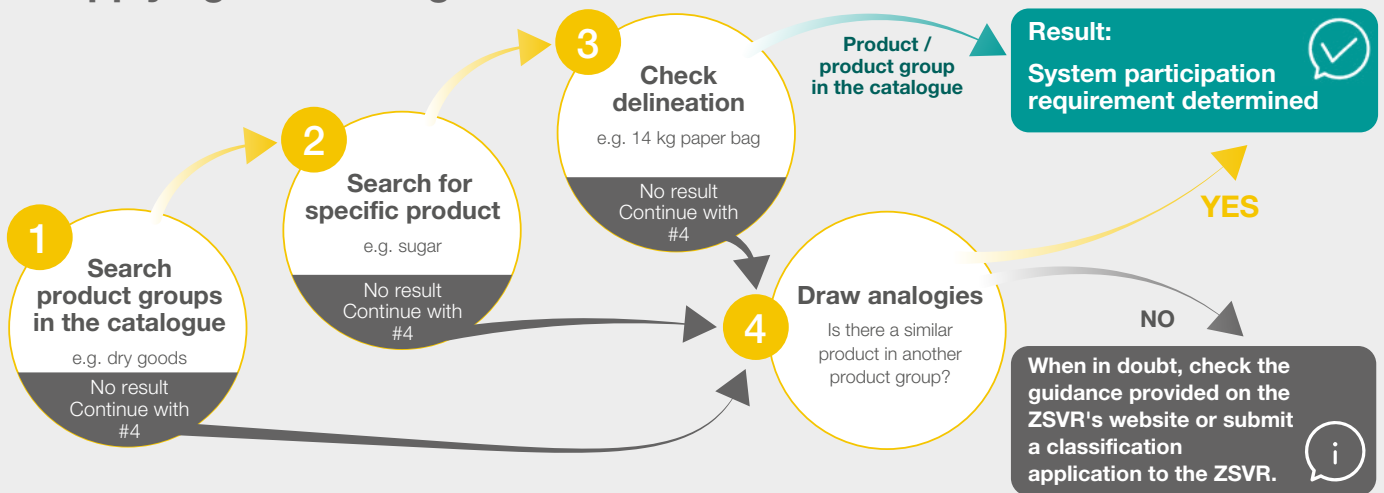 1
Search
product groups
in the catalogue
e.g. dry goods
No result
Continue with
#4
2
Search for
specific product
e.g. sugar
No result
Continue with
#4
3
Check
delineation
e.g. 14 kg paper bag
No result
Continue with
#4
Product /
product group
in the catalogue
Result:
System participation
requirement determined
4
Draw analogies
Is there a similar
product in another
product group?
YES
NO
When in doubt, check the
guidance provided on the
ZSVR's website or submit
a classification
application to the ZSVR.
i